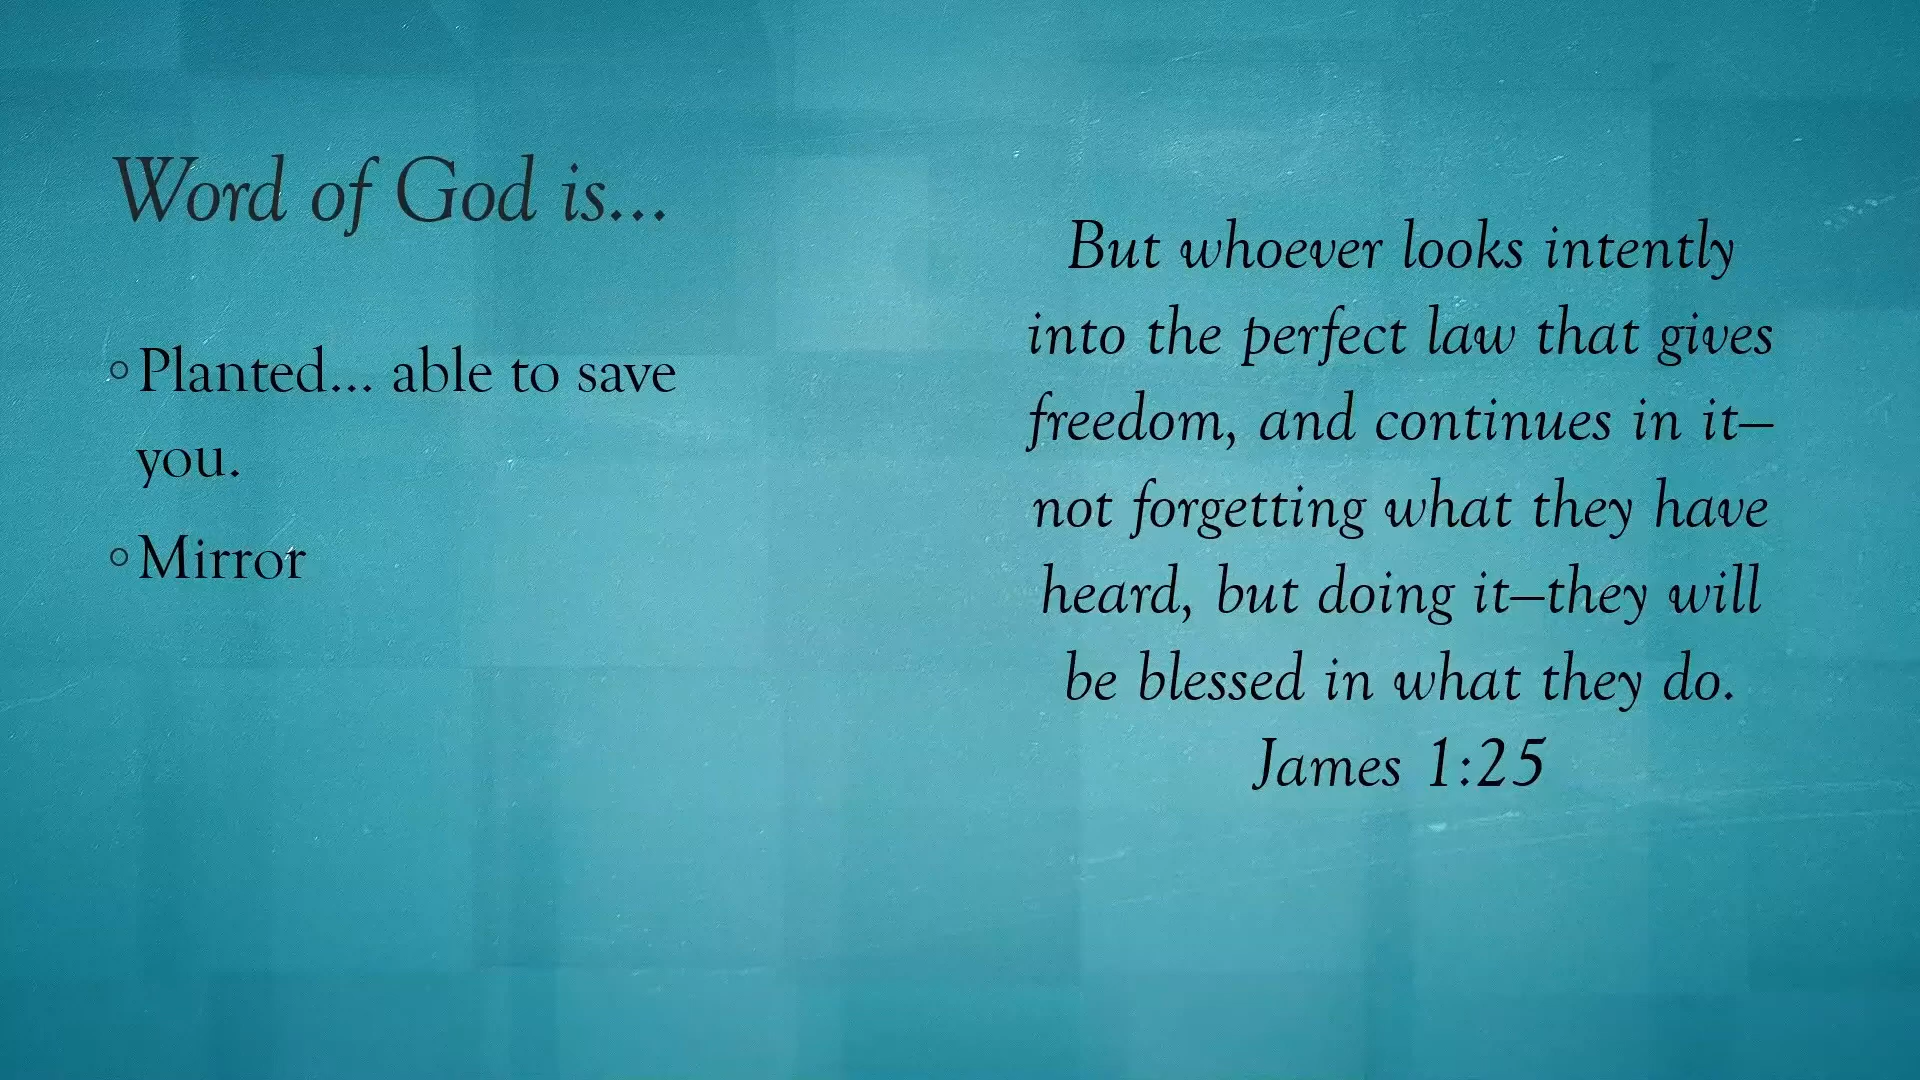 Word of God is...
◦Planted... able to save
you.
◦Mirror
But whoever looks intently
into the perfect law that gives
freedom, and continues in it—
not forgetting what they have
heard, but doing it—they will
be blessed in what they do.
James 1:25